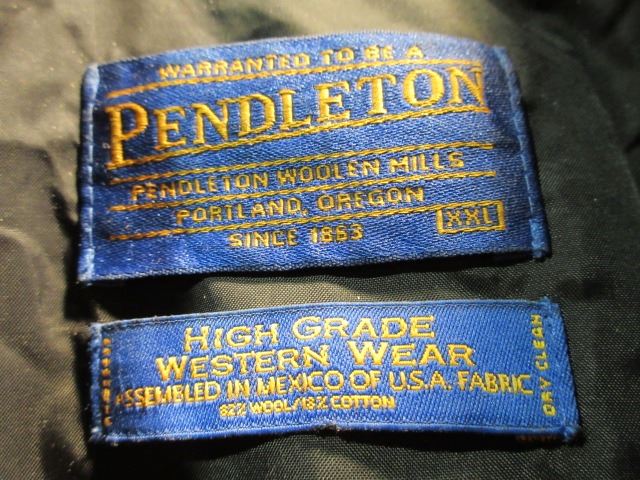 WARRANTED TO BE A
PENDLETON
PENDLETON WOOLEN MILLS
PORTLAND, OREGON
SINCE 1863
XXL
HIGH GRADE
WESTERN WEAR
ASSEMBLED IN MEXICO OF U.S.A. FABRIC
82% WOOL/18% COTTON
DRY CLEAN